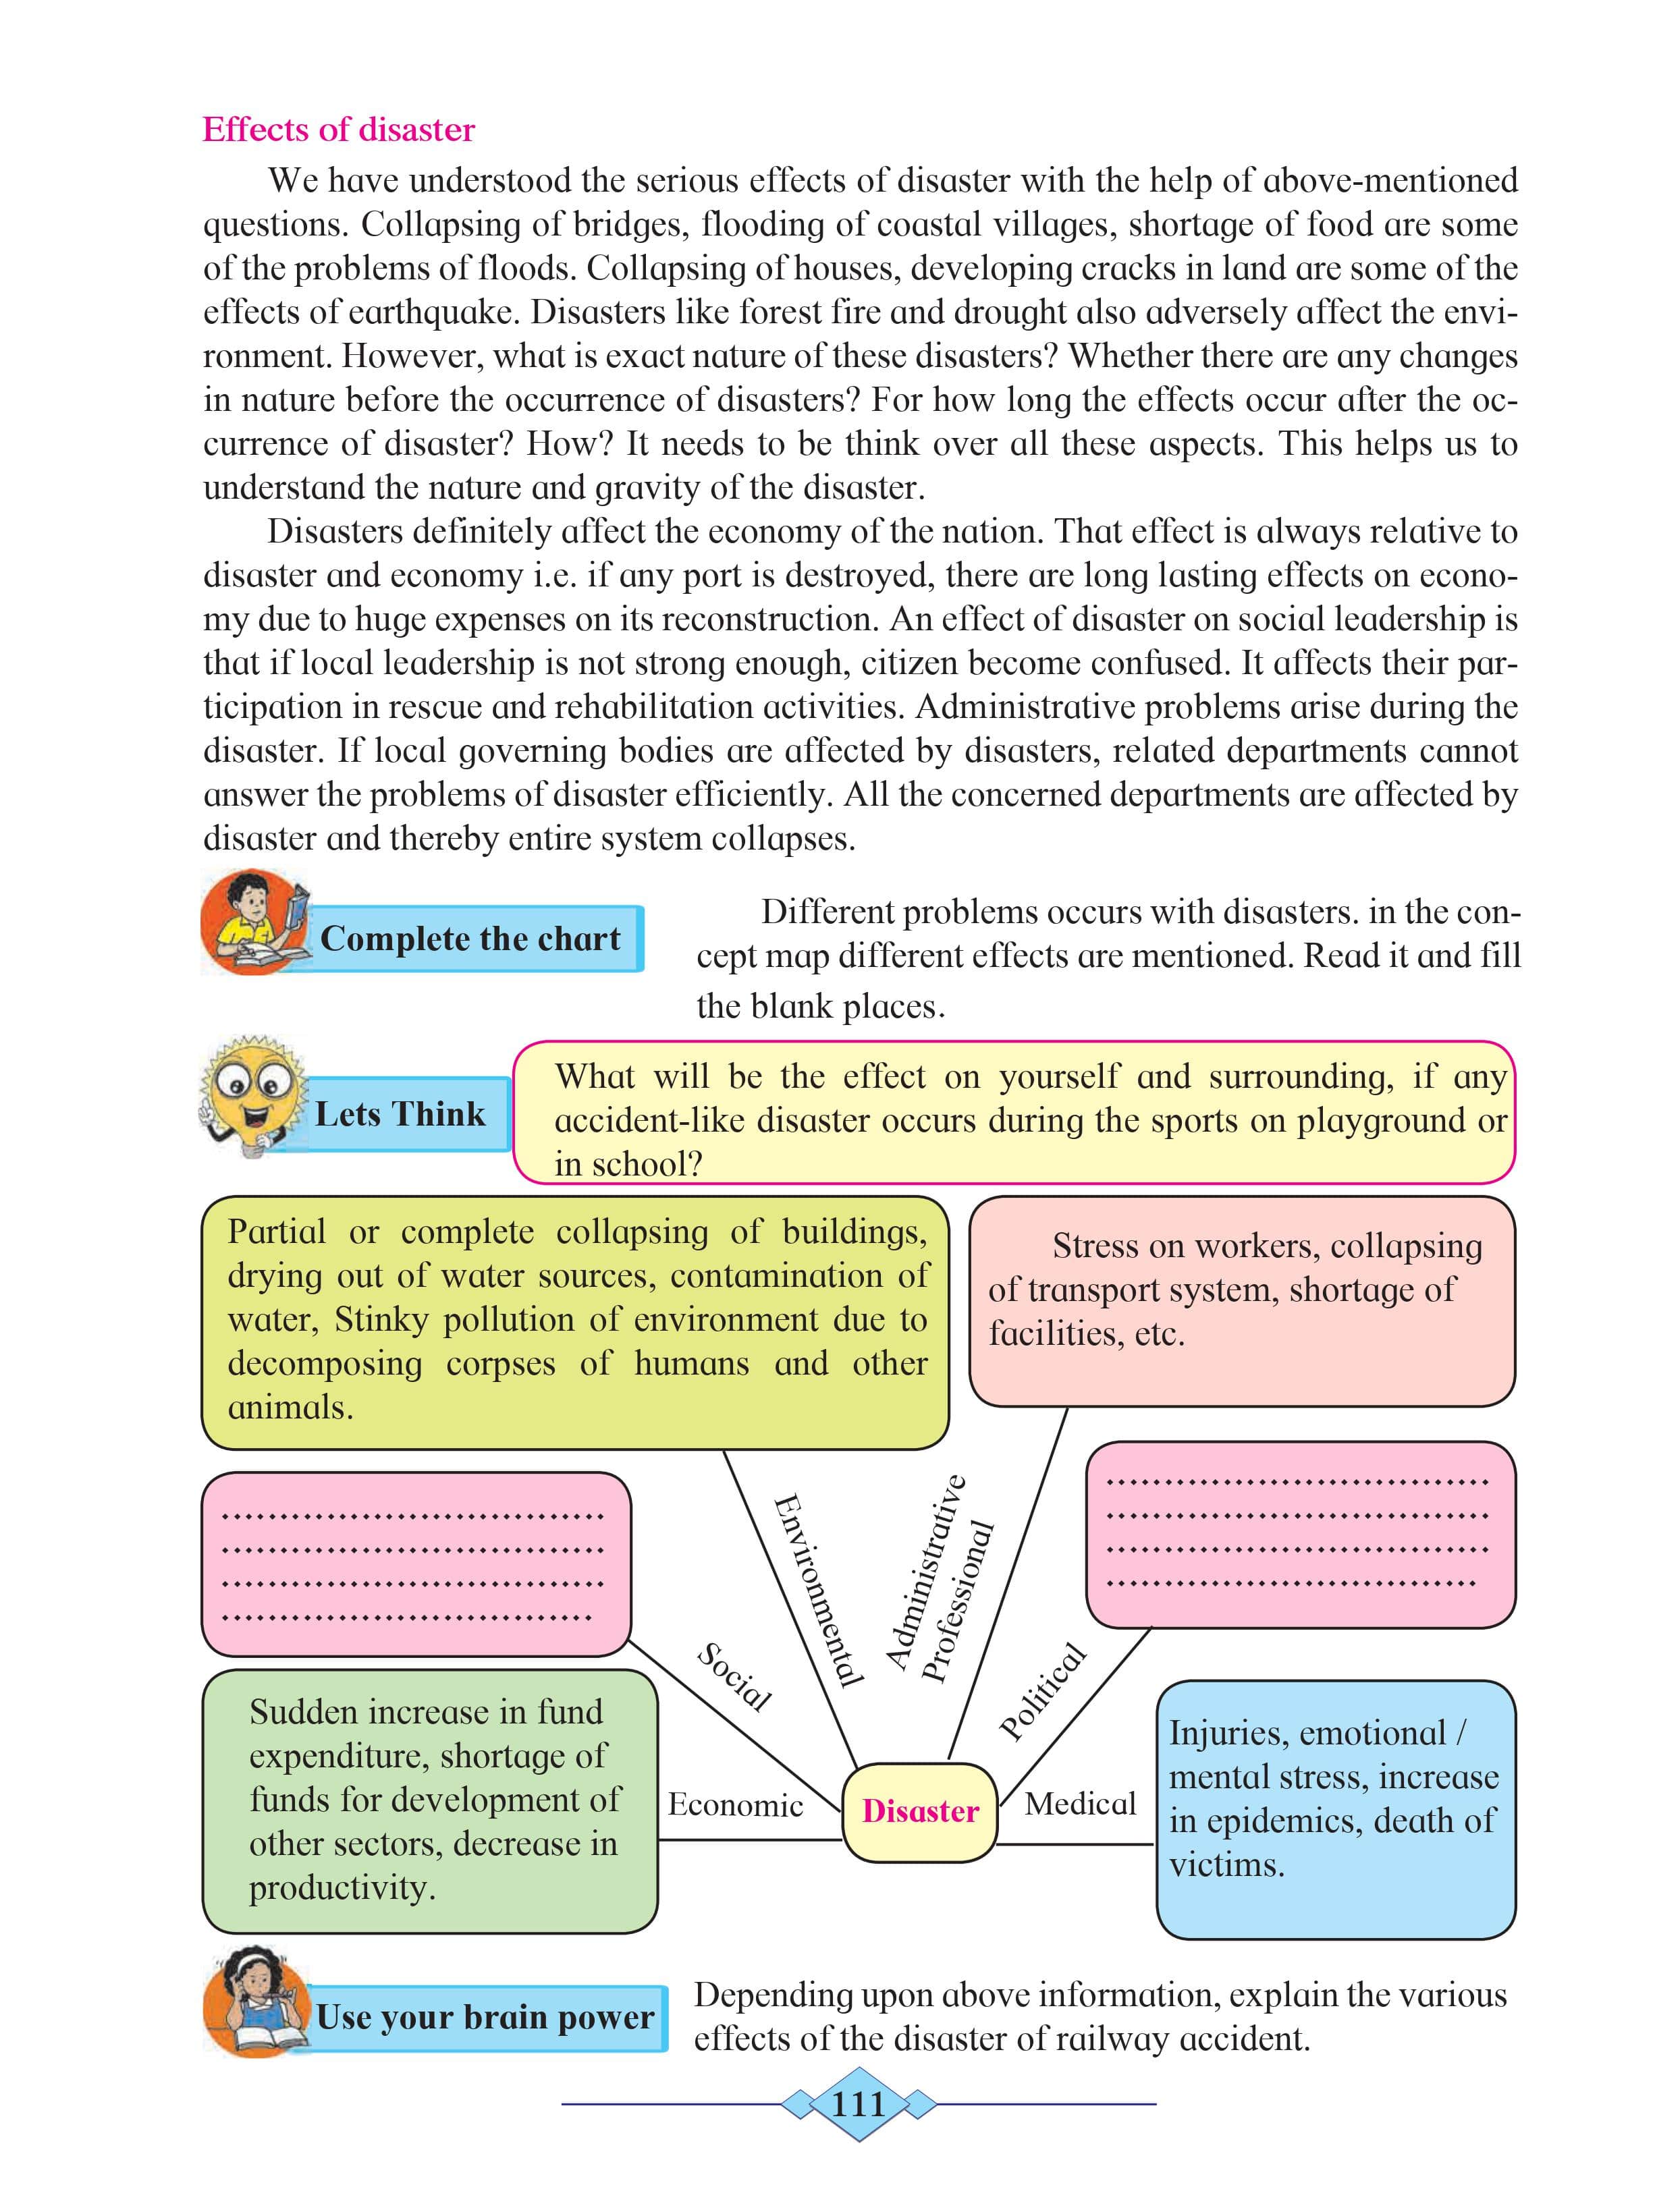 Effects of disaster
We have understood the serious effects of disaster with the help of above-mentioned
questions. Collapsing of bridges, flooding of coastal villages, shortage of food are some
of the problems of floods. Collapsing of houses, developing cracks in land are some of the
effects of earthquake. Disasters like forest fire and drought also adversely affect the envi-
ronment. However, what is exact nature of these disasters? Whether there are any changes
in nature before the occurrence of disasters? For how long the effects occur after the oc-
currence of disaster? How? It needs to be think over all these aspects. This helps us to
understand the nature and gravity of the disaster.
Disasters definitely affect the economy of the nation. That effect is always relative to
disaster and economy i.e. if any port is destroyed, there are long lasting effects on econo-
my due to huge expenses on its reconstruction. An effect of disaster on social leadership is
that if local leadership is not strong enough, citizen become confused. It affects their par-
ticipation in rescue and rehabilitation activities. Administrative problems arise during the
disaster. If local governing bodies are affected by disasters, related departments cannot
answer the problems of disaster efficiently. All the concerned departments are affected by
disaster and thereby entire system collapses.
Complete the chart
Different problems occurs with disasters. in the con-
cept map different effects are mentioned. Read it and fill
the blank places.
Lets Think
What will be the effect on yourself and surrounding, if any
accident-like disaster occurs during the sports on playground or
in school?
Partial or complete collapsing of buildings,
drying out of water sources, contamination of
water, Stinky pollution of environment due to
decomposing corpses of humans and other
animals.
Stress on workers, collapsing
of transport system, shortage of
facilities, etc.
Environmental
Administrative
Professional
Social
Political
Sudden increase in fund
expenditure, shortage of
funds for development of
other sectors, decrease in
productivity.
Economic
Disaster
Medical
Injuries, emotional /
mental stress, increase
in epidemics, death of
victims.
Use your brain power
Depending upon above information, explain the various
effects of the disaster of railway accident.
111